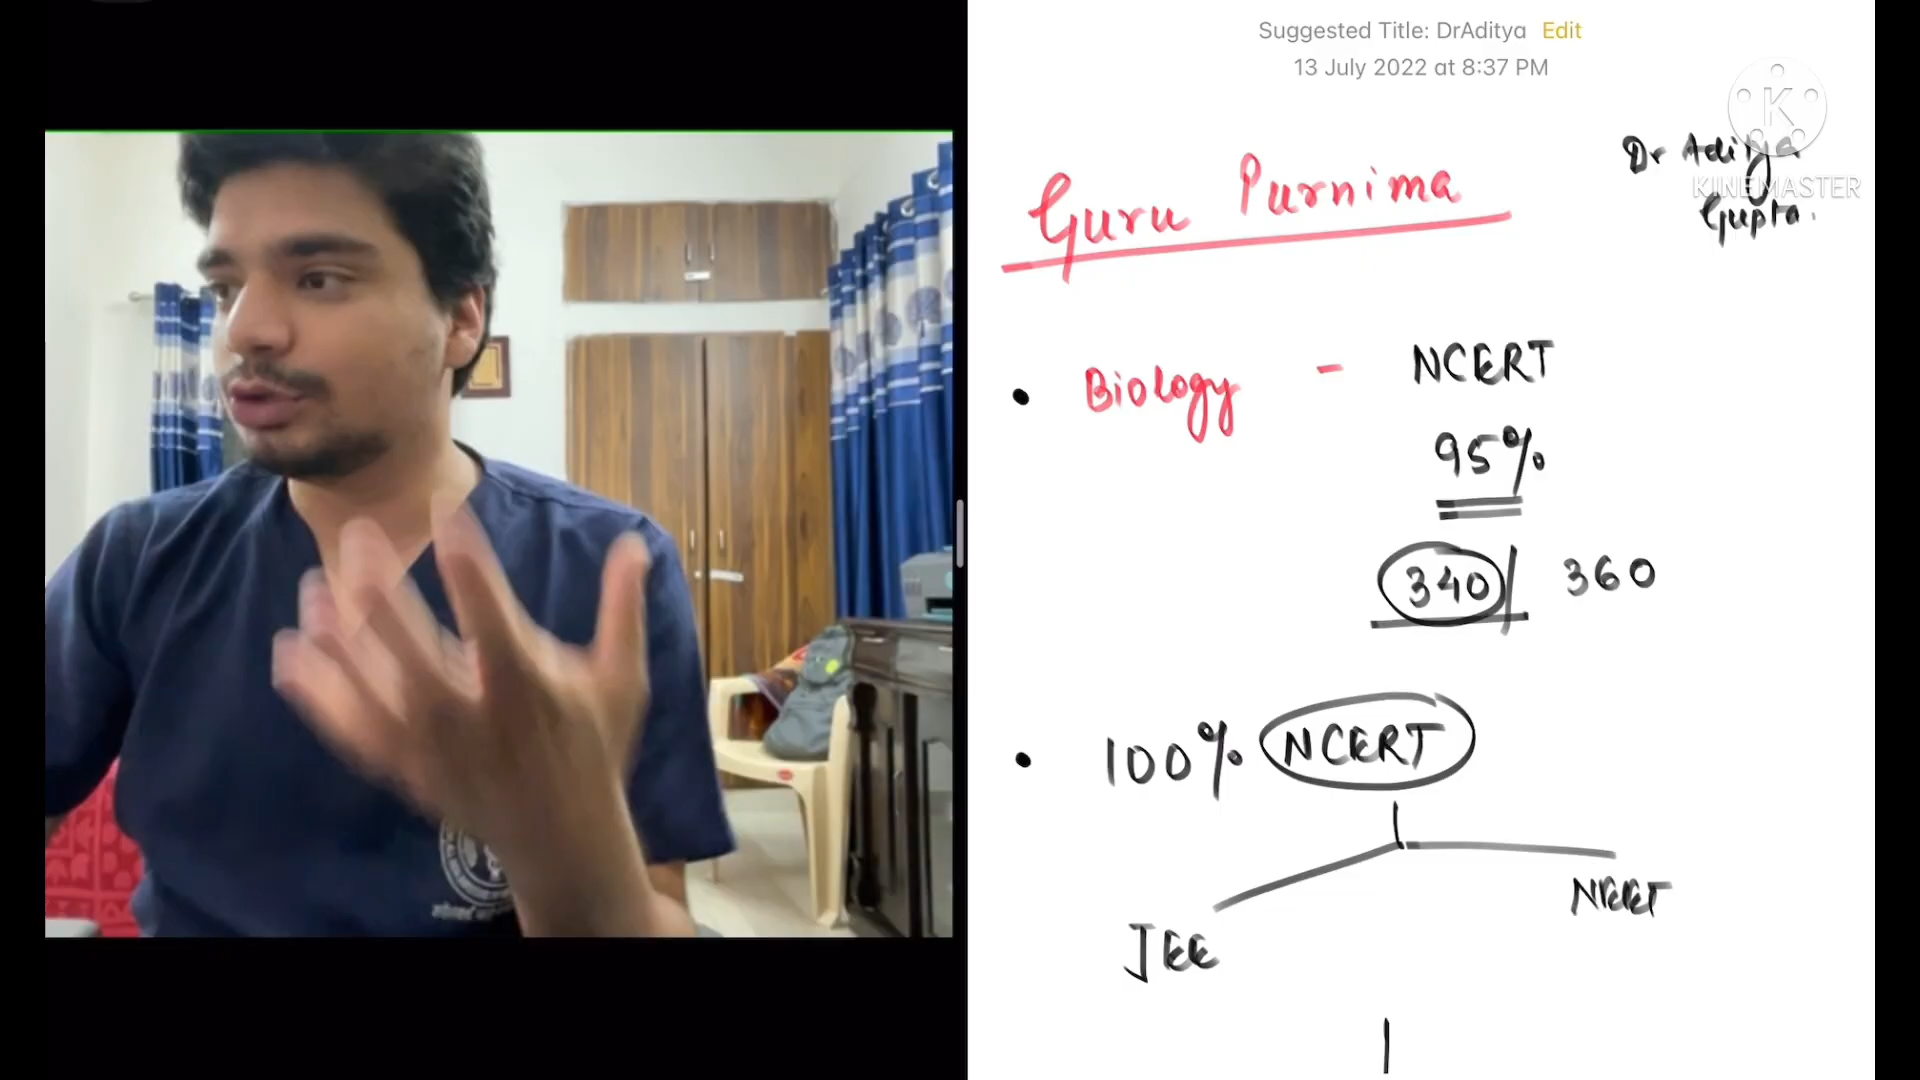 Suggested Title: DrAditya Edit
13 July 2022 at 8:37 PM
K
KINEMASTER
Dr Aditya
Gupta.
Guru Purnima
• Biology - NCERT
95%
340/ 360
• 100% NCERT
JEE NEET